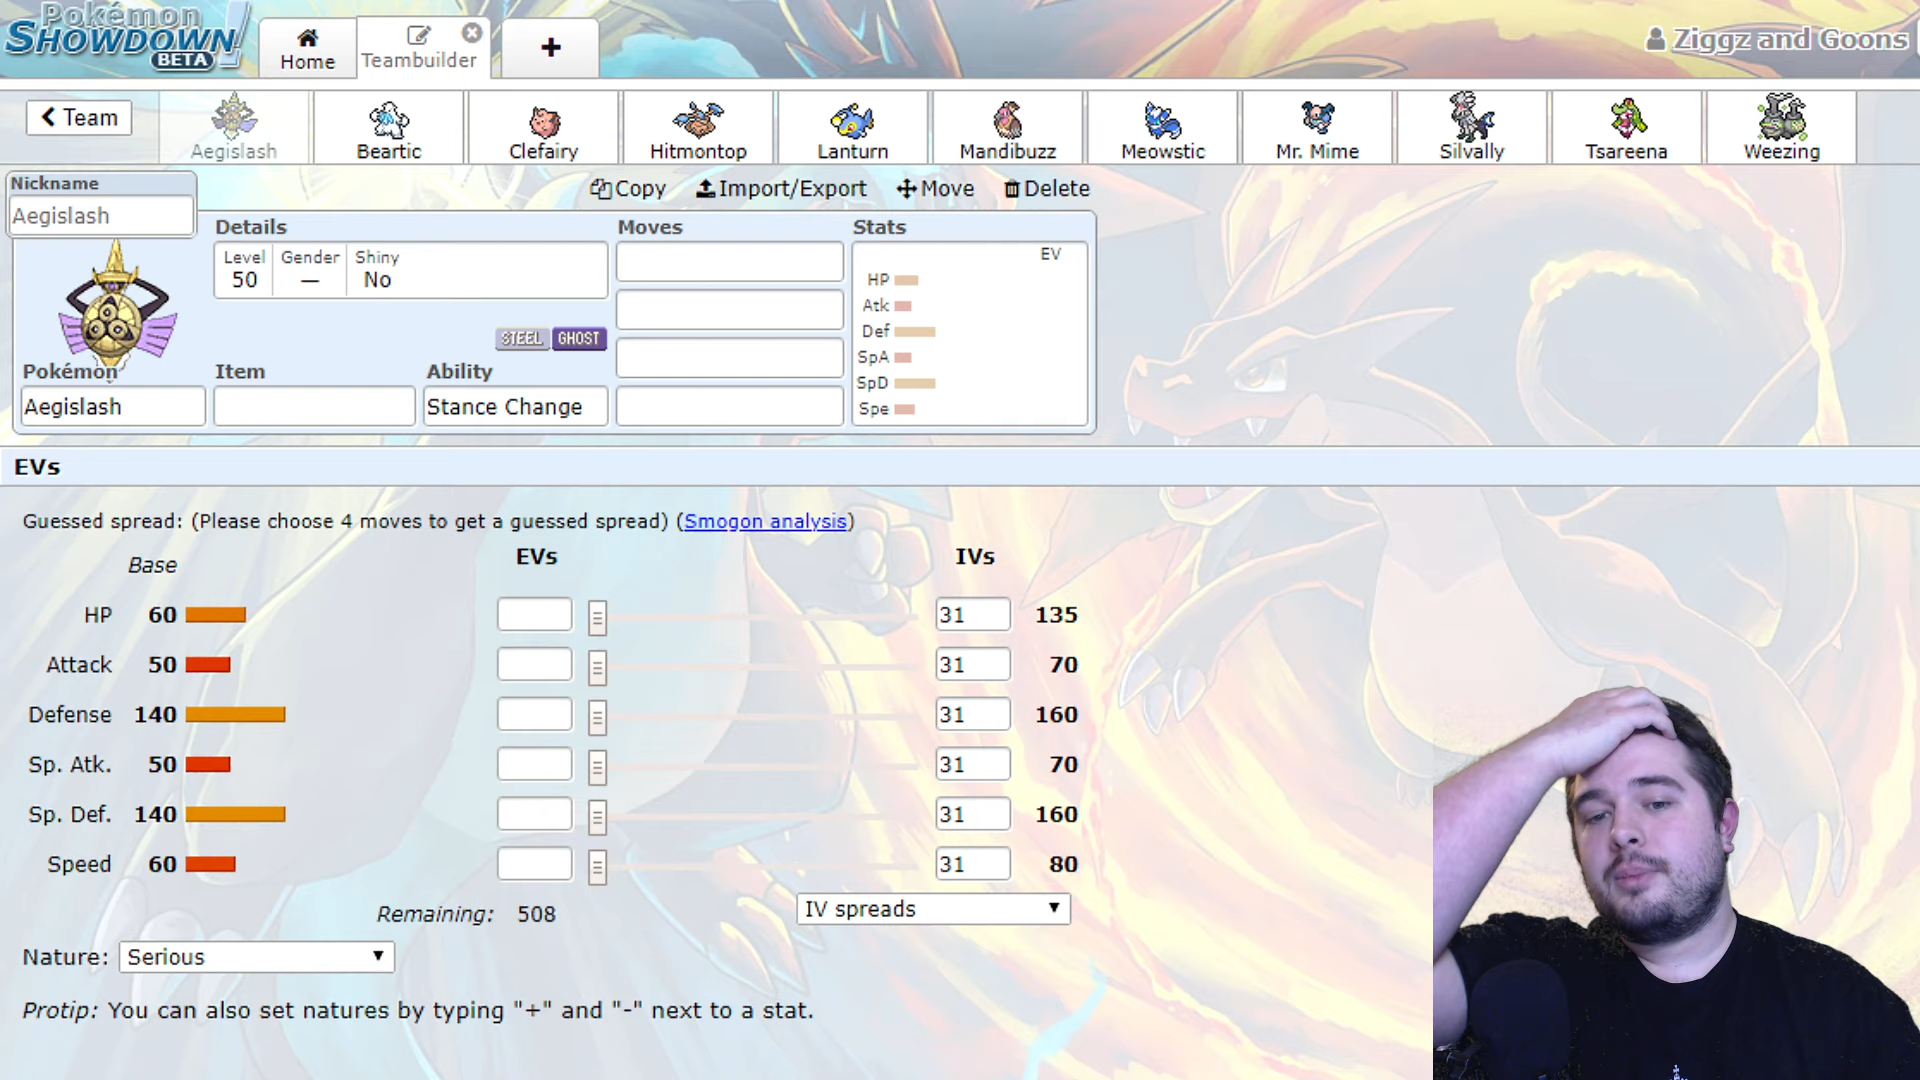 Pokémon
SHOWDOWN!
BETA
Home
Teambuilder
+
Ziggz and Goons
Team
Aegislash
Beartic
Clefairy
Hitmontop
Lanturn
Mandibuzz
Meowstic
Mr. Mime
Silvally
Tsareena
Weezing
Nickname
Aegislash
Copy
Import/Export
Move
Delete
Details
Moves
Stats
Level
Gender
Shiny
50
—
No
EV
HP
Atk
Def
SpA
SpD
Spe
STEEL
GHOST
Pokémon
Item
Ability
Aegislash
Stance Change
EVs
Guessed spread: (Please choose 4 moves to get a guessed spread) (Smogon analysis)
Base
EVs
IVs
HP 60 31 135
Attack 50 31 70
Defense 140 31 160
Sp. Atk. 50 31 70
Sp. Def. 140 31 160
Speed 60 31 80
Remaining: 508
IV spreads
Nature: Serious
Protip: You can also set natures by typing "+" and "-" next to a stat.